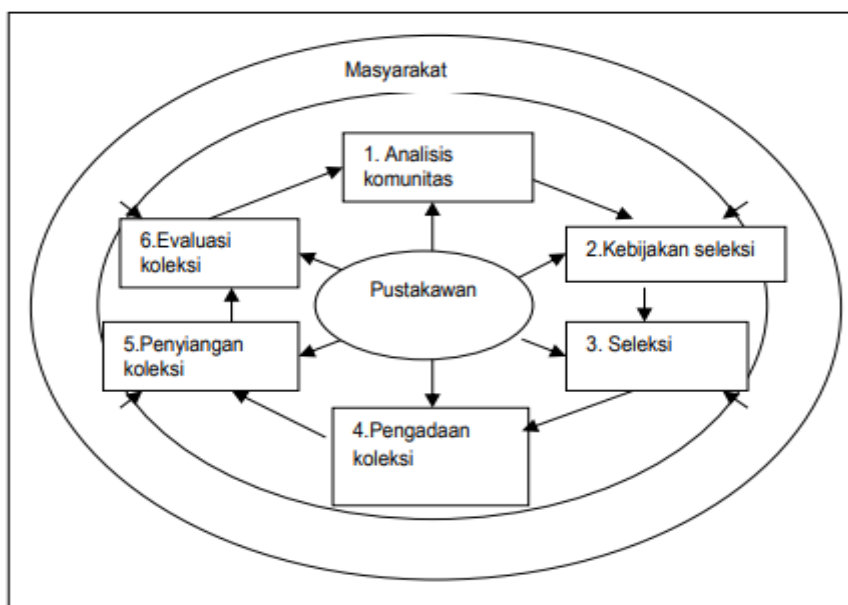 Masyarakat
1. Analisis
komunitas
6.Evaluasi
koleksi
2.Kebijakan seleksi
Pustakawan
5.Penyiangan
koleksi
3. Seleksi
4.Pengadaan
koleksi